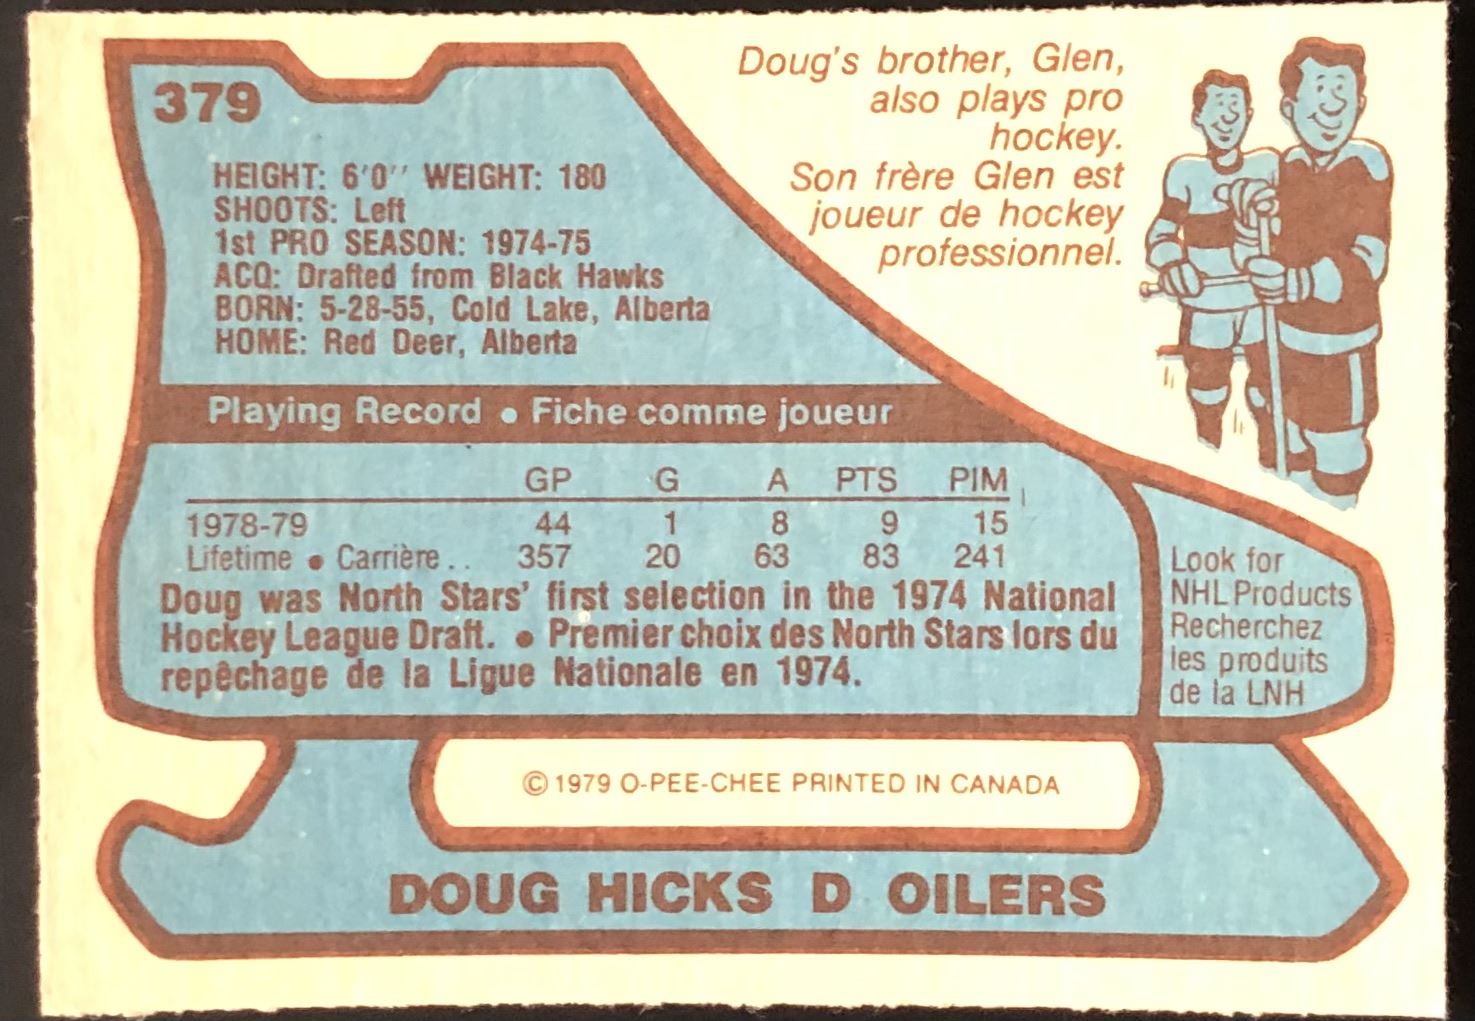 379
Doug's brother, Glen,
also plays pro
hockey.
Son frère Glen est
joueur de hockey
professionnel.
HEIGHT: 6'0" WEIGHT: 180
SHOOTS: Left
1st PRO SEASON: 1974-75
ACQ: Drafted from Black Hawks
BORN: 5-28-55, Cold Lake, Alberta
HOME: Red Deer, Alberta
Playing Record • Fiche comme joueur
GP G A PTS PIM
1978-79 44 1 8 9 15
Lifetime • Carrière . . 357 20 63 83 241
Doug was North Stars' first selection in the 1974 National
Hockey League Draft. • Premier choix des North Stars lors du
repêchage de la Ligue Nationale en 1974.
Look for
NHL Products
Recherchez
les produits
de la LNH
© 1979 O-PEE-CHEE PRINTED IN CANADA
DOUG HICKS D OILERS